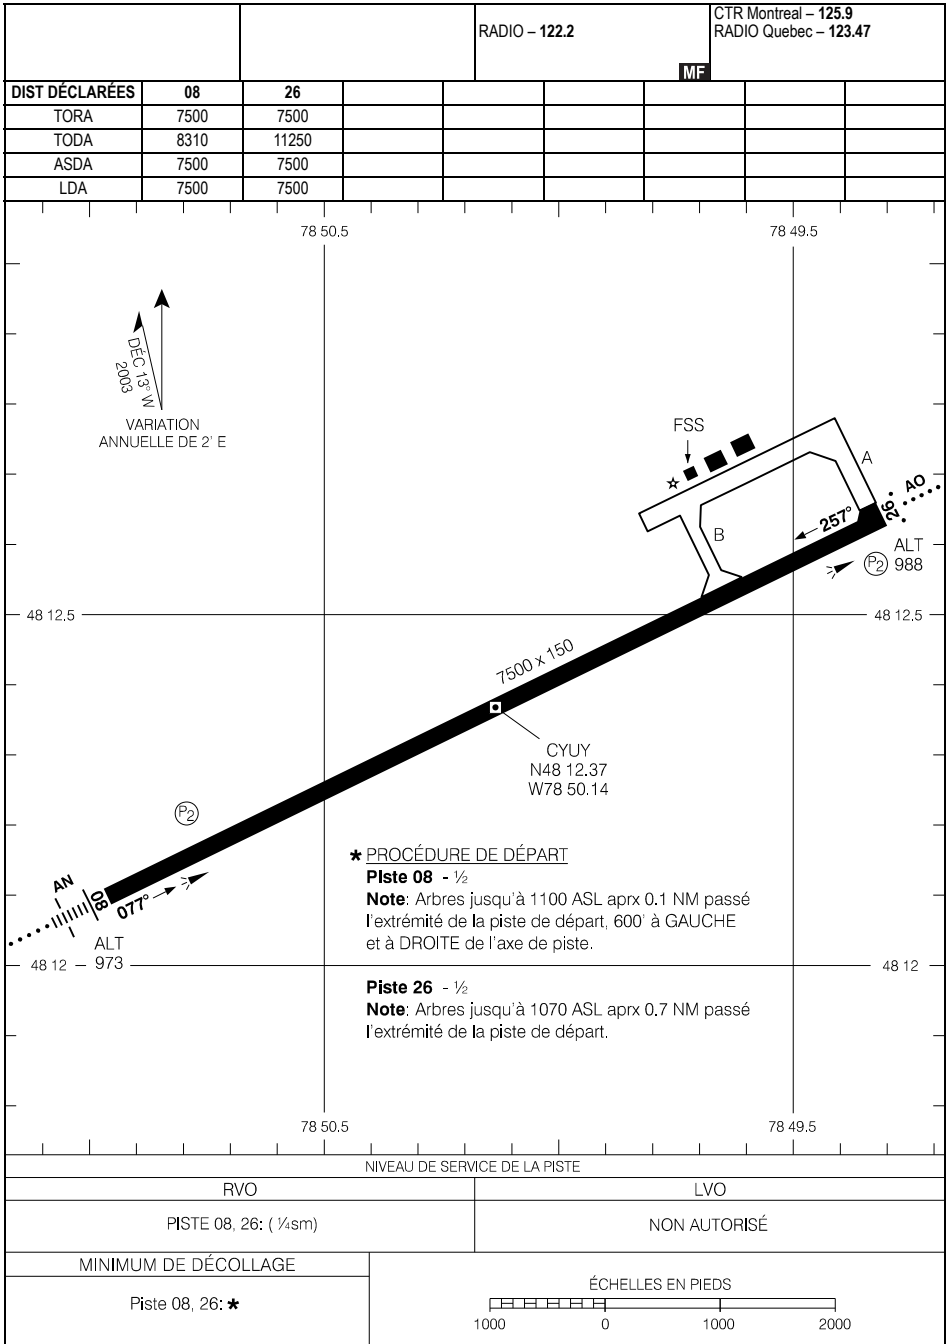 RADIO – 122.2
MF
CTR Montreal – 125.9
RADIO Quebec – 123.47
DIST DÉCLARÉES 08 26
TORA 7500 7500
TODA 8310 11250
ASDA 7500 7500
LDA 7500 7500
78 50.5 78 49.5
DÉC 13° W
2003
VARIATION
ANNUELLE DE 2' E
FSS
A
AO
26
B
257°
ALT
988
P2
48 12.5 48 12.5
7500 x 150
CYUY
N48 12.37
W78 50.14
P2
AN
08
077°
ALT
973
48 12 48 12
* PROCÉDURE DE DÉPART
PIste 08 - ½
Note: Arbres jusqu'à 1100 ASL aprx 0.1 NM passé
l'extrémité de la piste de départ, 600' à GAUCHE
et à DROITE de l'axe de piste.
Piste 26 - ½
Note: Arbres jusqu'à 1070 ASL aprx 0.7 NM passé
l'extrémité de la piste de départ.
78 50.5 78 49.5
NIVEAU DE SERVICE DE LA PISTE
RVO LVO
PISTE 08, 26: ( ¼sm) NON AUTORISÉ
MINIMUM DE DÉCOLLAGE
Piste 08, 26: *
ÉCHELLES EN PIEDS
1000 0 1000 2000